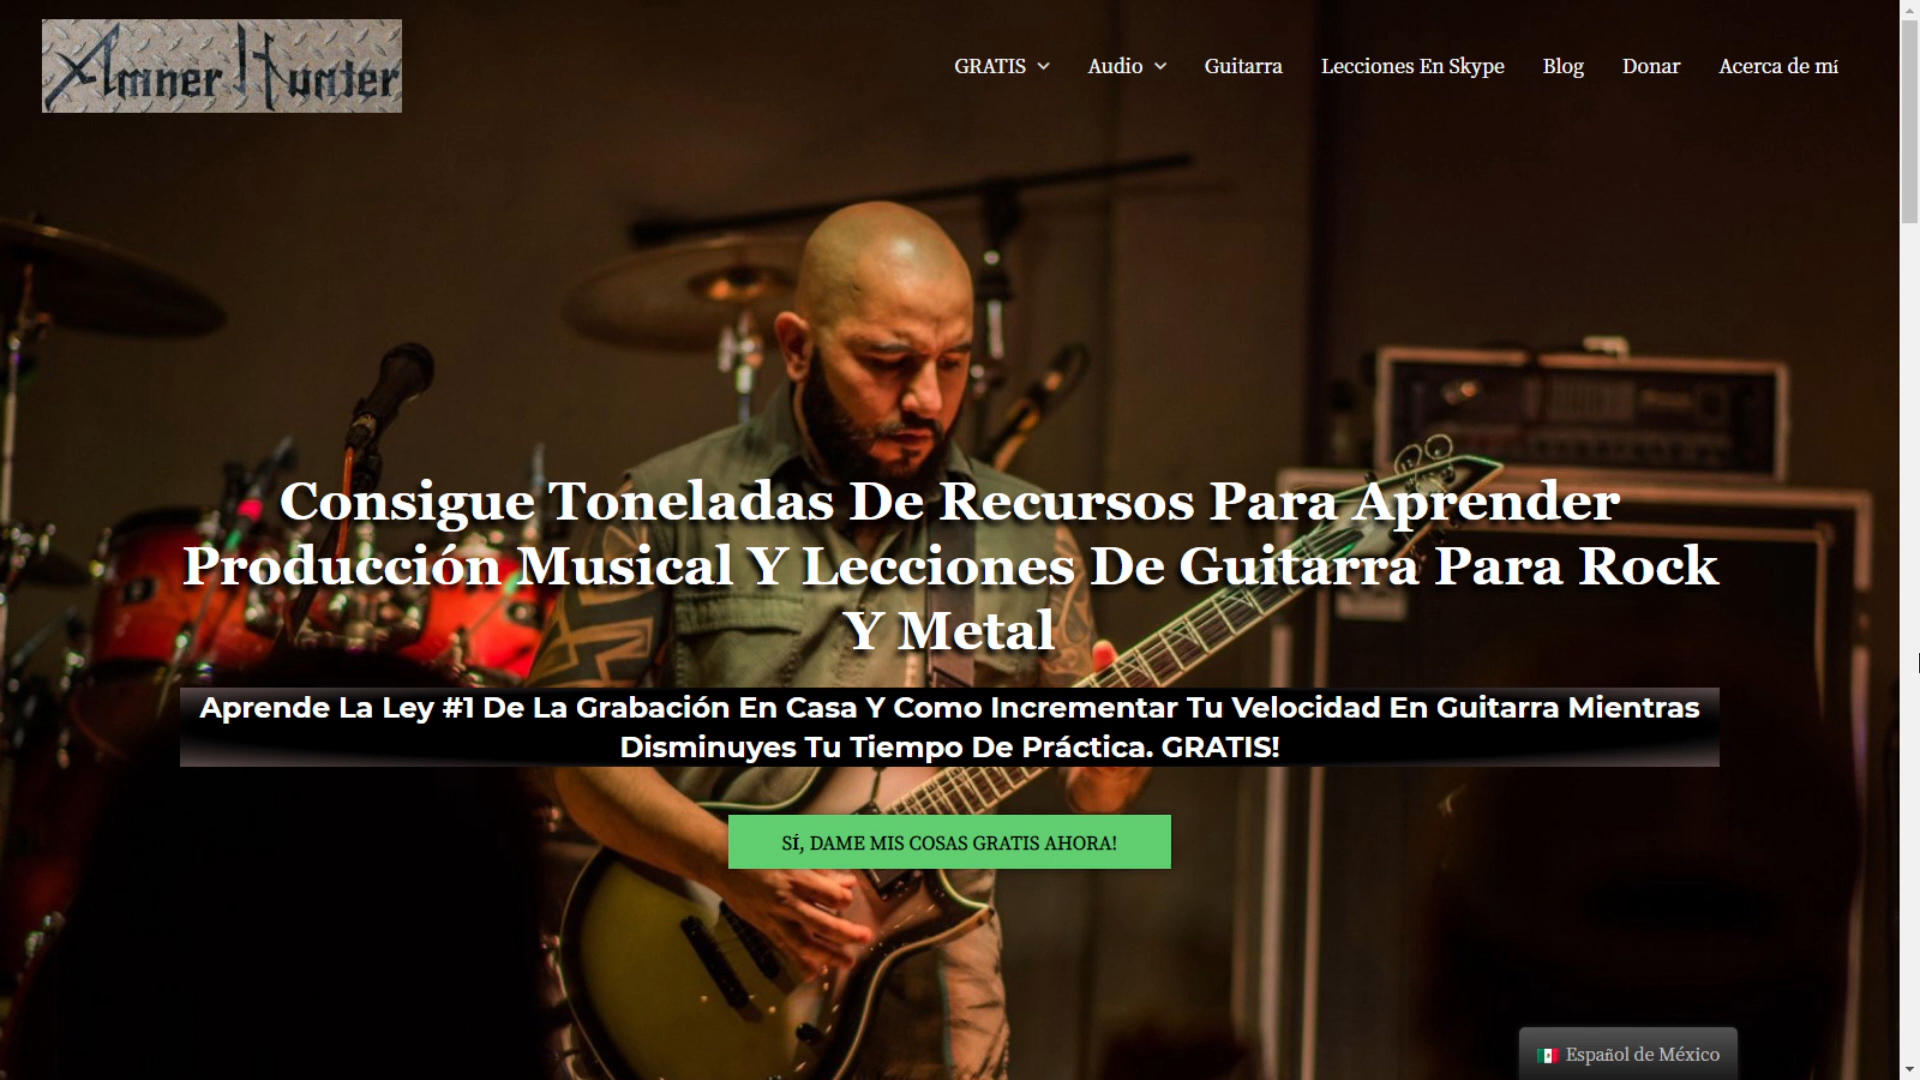 Amner Hunter
GRATIS
Audio
Guitarra
Lecciones En Skype
Blog
Donar
Acerca de mí
Consigue Toneladas De Recursos Para Aprender
Producción Musical Y Lecciones De Guitarra Para Rock
Y Metal
Aprende La Ley #1 De La Grabación En Casa Y Como Incrementar Tu Velocidad En Guitarra Mientras
Disminuyes Tu Tiempo De Práctica. GRATIS!
SÍ, DAME MIS COSAS GRATIS AHORA!
Español de México